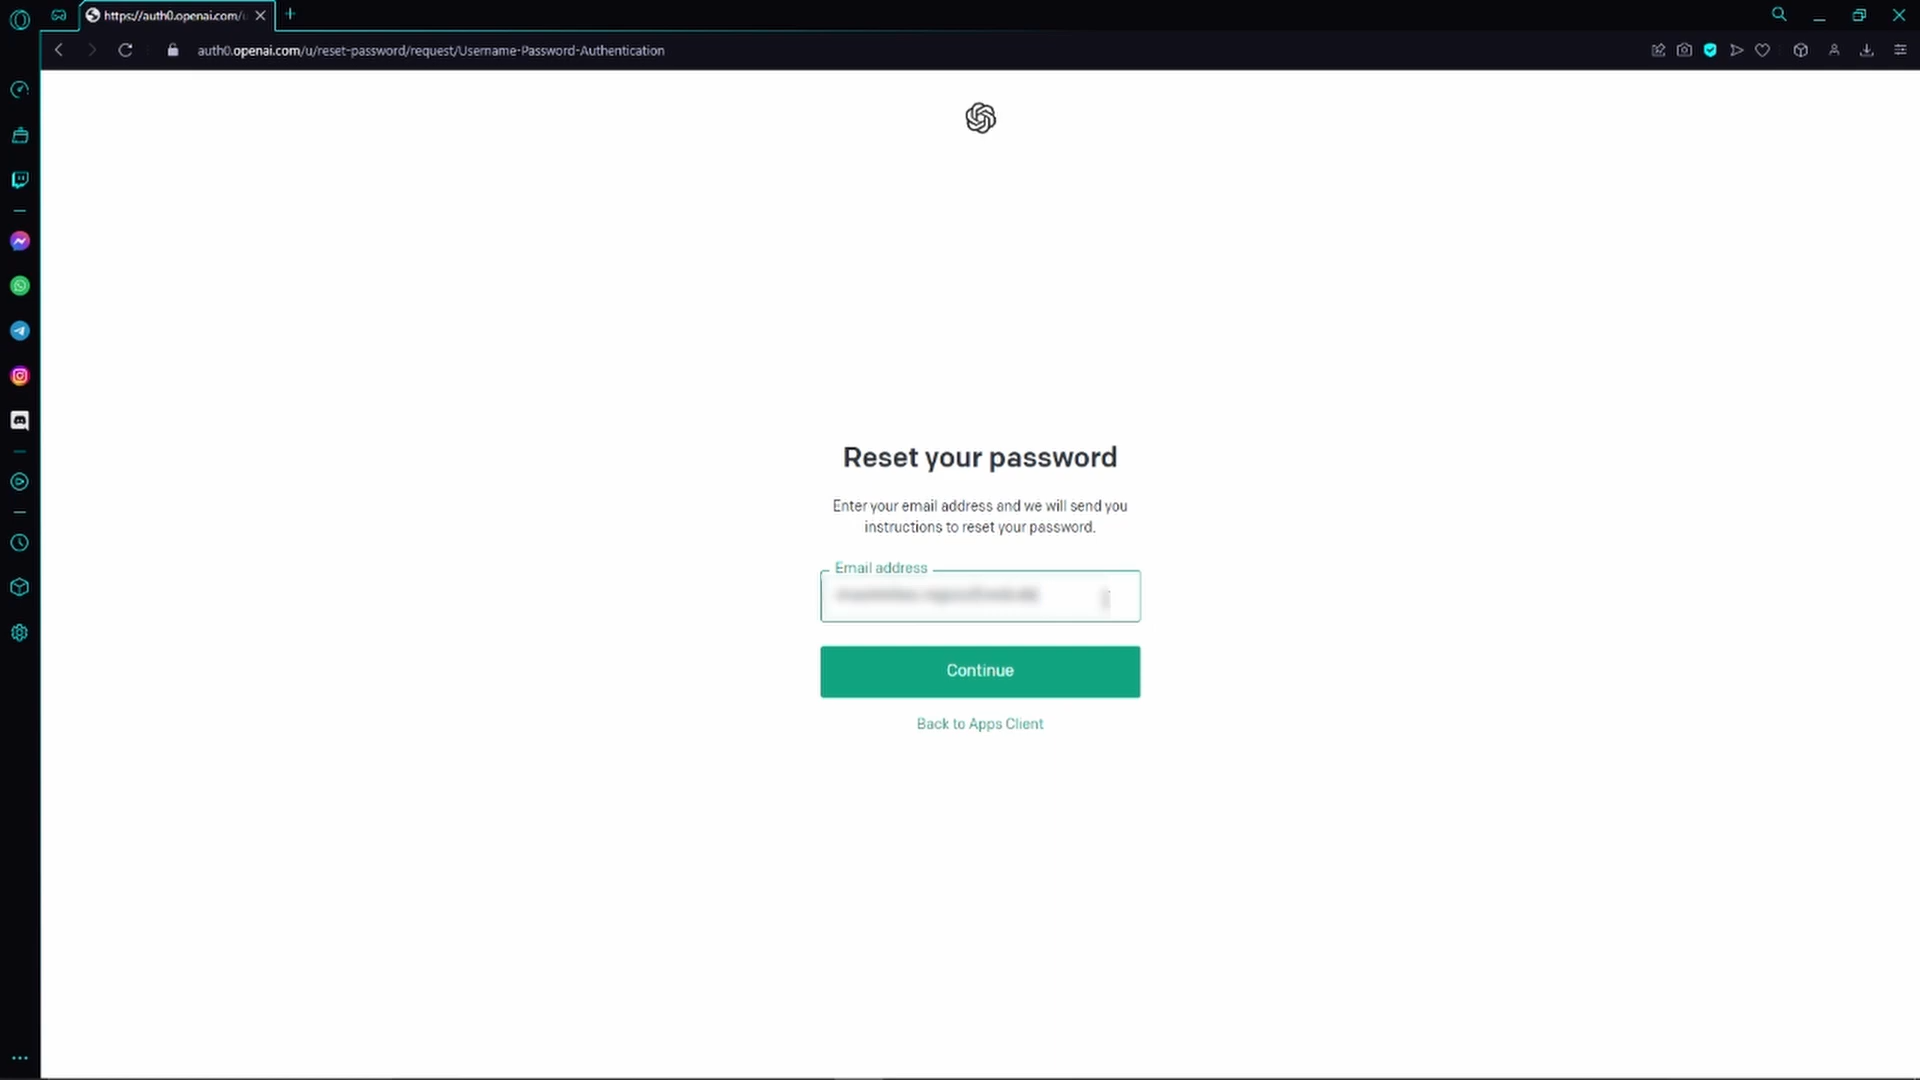 https://auth0.openai.com/u
auth0.openai.com/u/reset-password/request/Username-Password-Authentication
Reset your password
Enter your email address and we will send you
instructions to reset your password.
Email address
Continue
Back to Apps Client